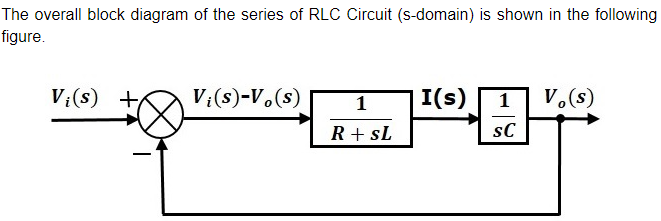 The overall block diagram of the series of RLC Circuit (s-domain) is shown in the following
figure.
Vᵢ(s) + Vᵢ(s)-Vₒ(s) 1 I(s) 1 Vₒ(s)
R + sL sC
−